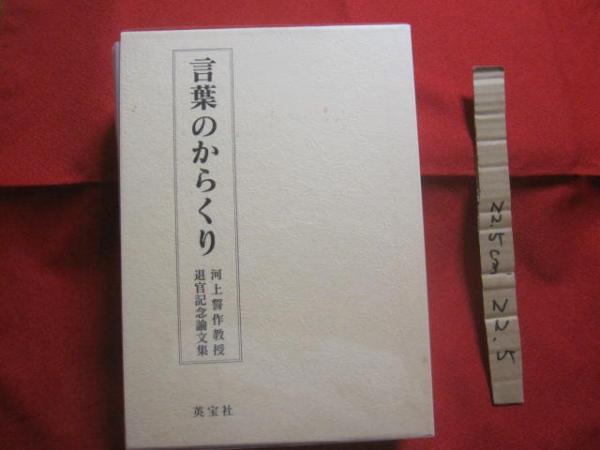 言葉のからくり
河上誓作教授
退官記念論文集
英宝社
22.5
22.5